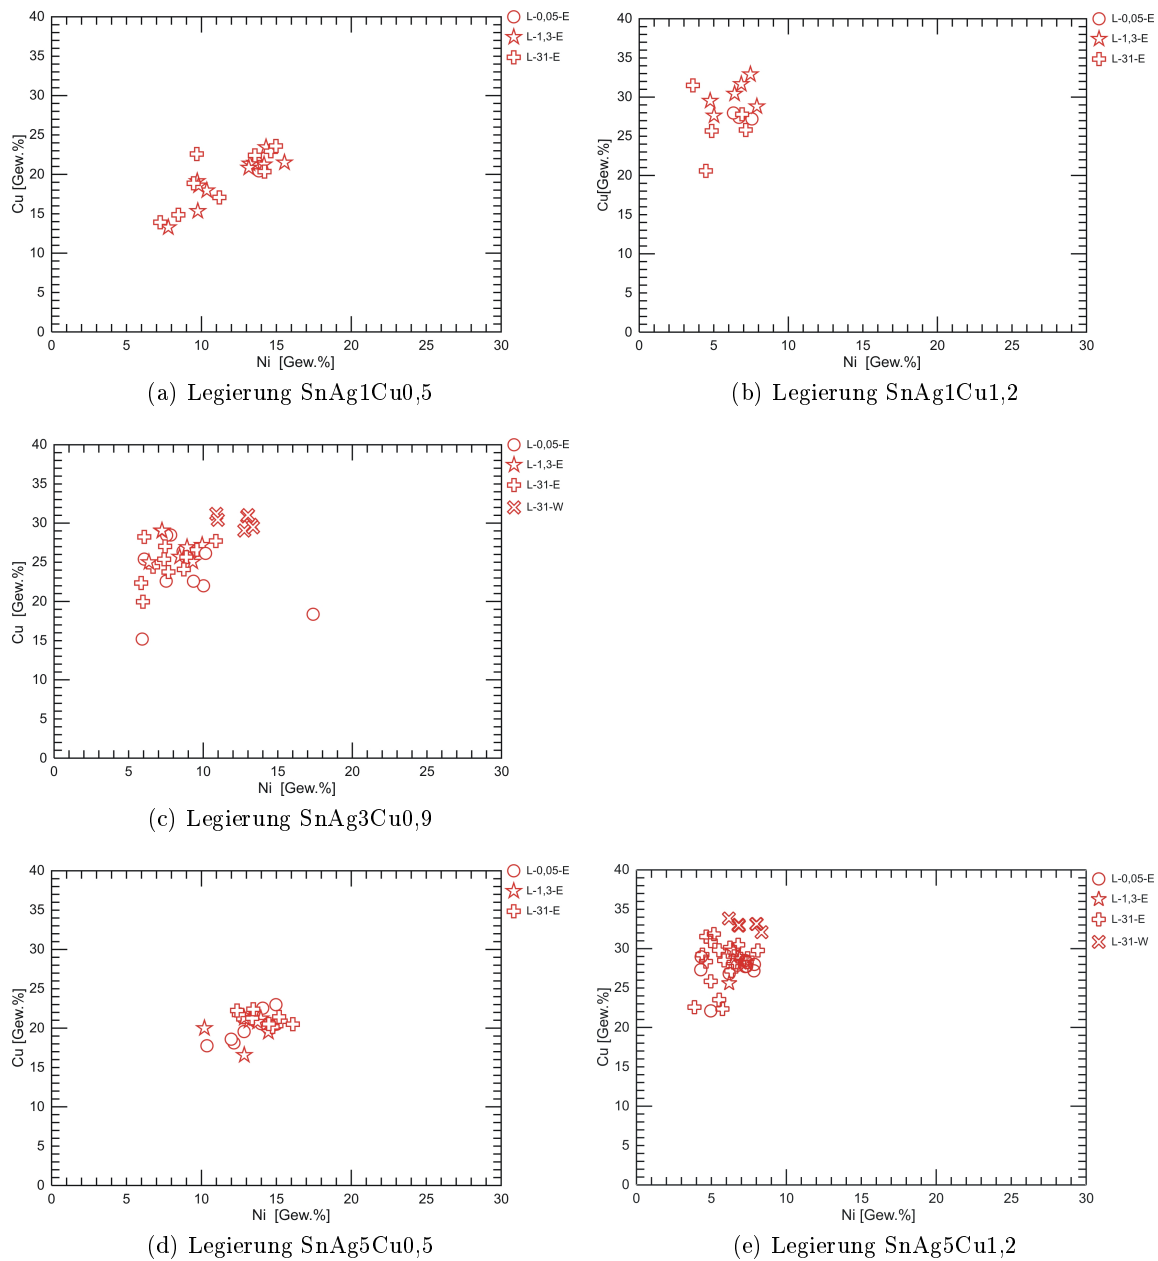 40
35
30
25
20
15
10
5
0
Cu [Gew.%]
0 5 10 15 20 25 30
Ni [Gew.%]
L-0,05-E
L-1,3-E
L-31-E
(a) Legierung SnAg1Cu0,5
40
35
30
25
20
15
10
5
0
Cu[Gew.%]
0 5 10 15 20 25 30
Ni [Gew.%]
L-0,05-E
L-1,3-E
L-31-E
(b) Legierung SnAg1Cu1,2
40
35
30
25
20
15
10
5
0
Cu [Gew.%]
0 5 10 15 20 25 30
Ni [Gew.%]
L-0,05-E
L-1,3-E
L-31-E
L-31-W
(c) Legierung SnAg3Cu0,9
40
35
30
25
20
15
10
5
0
Cu [Gew.%]
0 5 10 15 20 25 30
Ni [Gew.%]
L-0,05-E
L-1,3-E
L-31-E
(d) Legierung SnAg5Cu0,5
40
35
30
25
20
15
10
5
0
Cu [Gew.%]
0 5 10 15 20 25 30
Ni [Gew.%]
L-0,05-E
L-1,3-E
L-31-E
L-31-W
(e) Legierung SnAg5Cu1,2